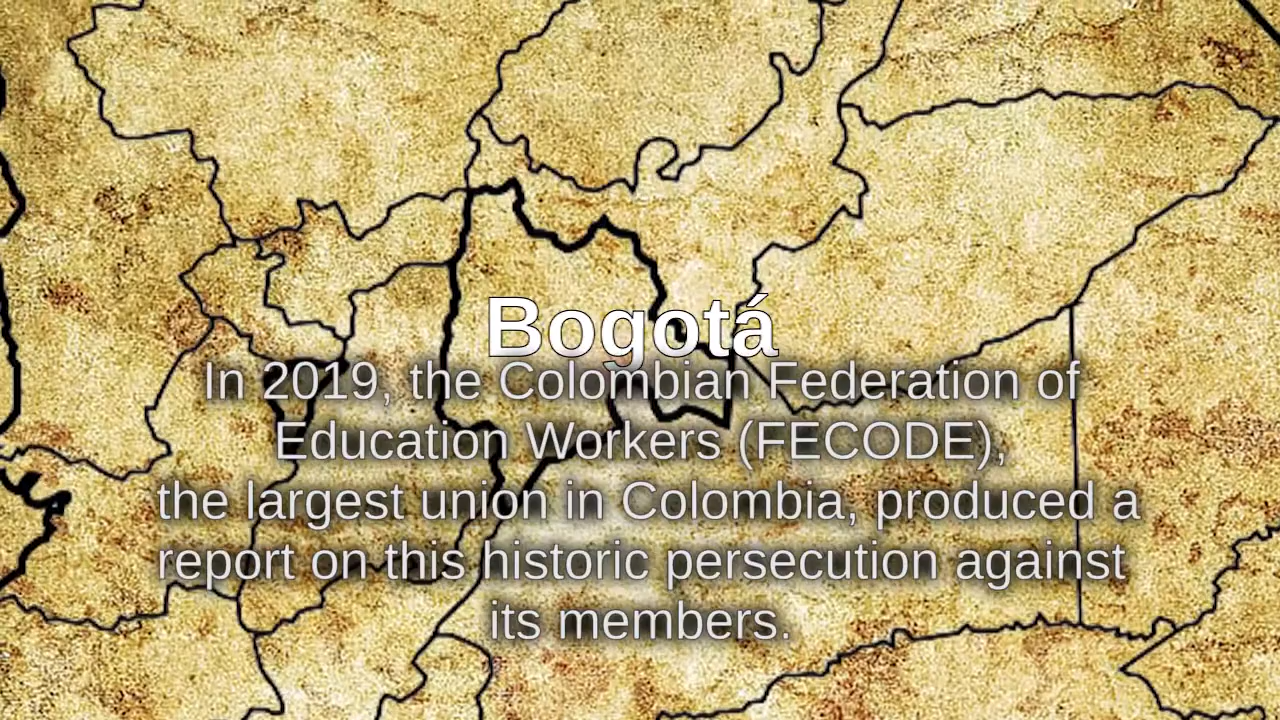 Bogotá
In 2019, the Colombian Federation of
Education Workers (FECODE),
the largest union in Colombia, produced a
report on this historic persecution against
its members.